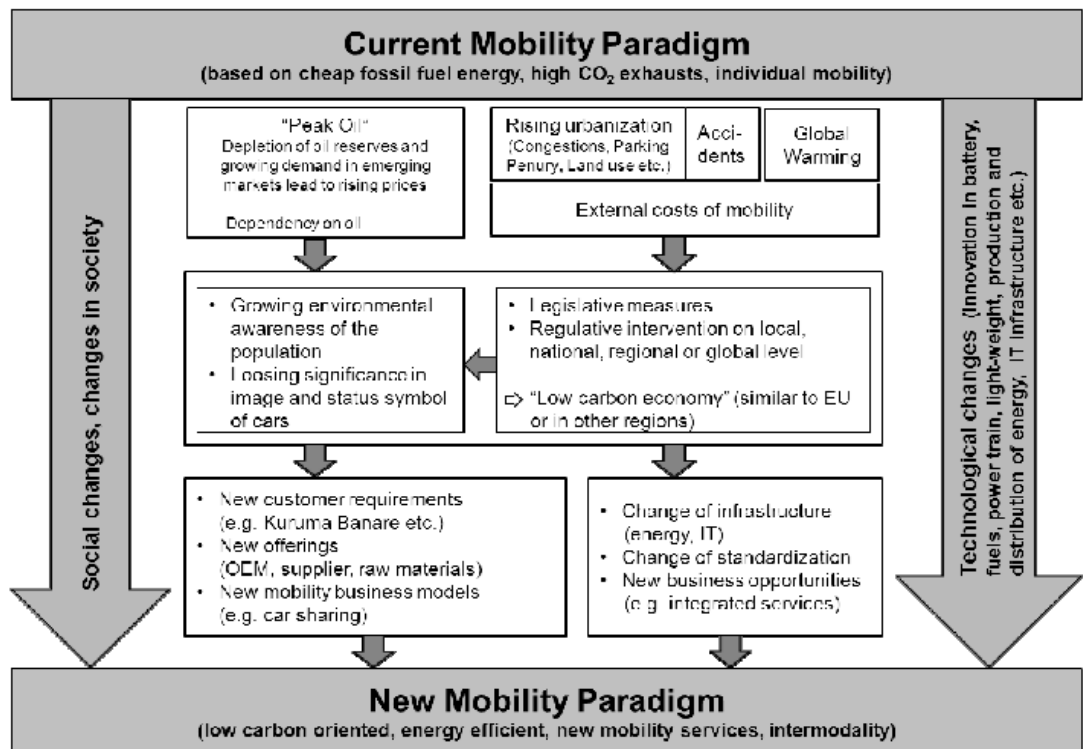 Current Mobility Paradigm
(based on cheap fossil fuel energy, high CO₂ exhausts, individual mobility)
Social changes, changes in society
"Peak Oil"
Depletion of oil reserves and
growing demand in emerging
markets lead to rising prices
Dependency on oil
Rising urbanization
(Congestions, Parking
Penury, Land use etc.)
Acci-
dents
Global
Warming
External costs of mobility
• Growing environmental
awareness of the
population
• Loosing significance in
image and status symbol
of cars
• Legislative measures
• Regulative intervention on local,
national, regional or global level
⇨ "Low carbon economy" (similar to EU
or in other regions)
• New customer requirements
(e.g. Kuruma Banare etc.)
• New offerings
(OEM, supplier, raw materials)
• New mobility business models
(e.g. car sharing)
• Change of infrastructure
(energy, IT)
• Change of standardization
• New business opportunities
(e.g. integrated services)
Technological changes (innovation in battery,
fuels, power train, light-weight, production and
distribution of energy, IT infrastructure etc.)
New Mobility Paradigm
(low carbon oriented, energy efficient, new mobility services, intermodality)